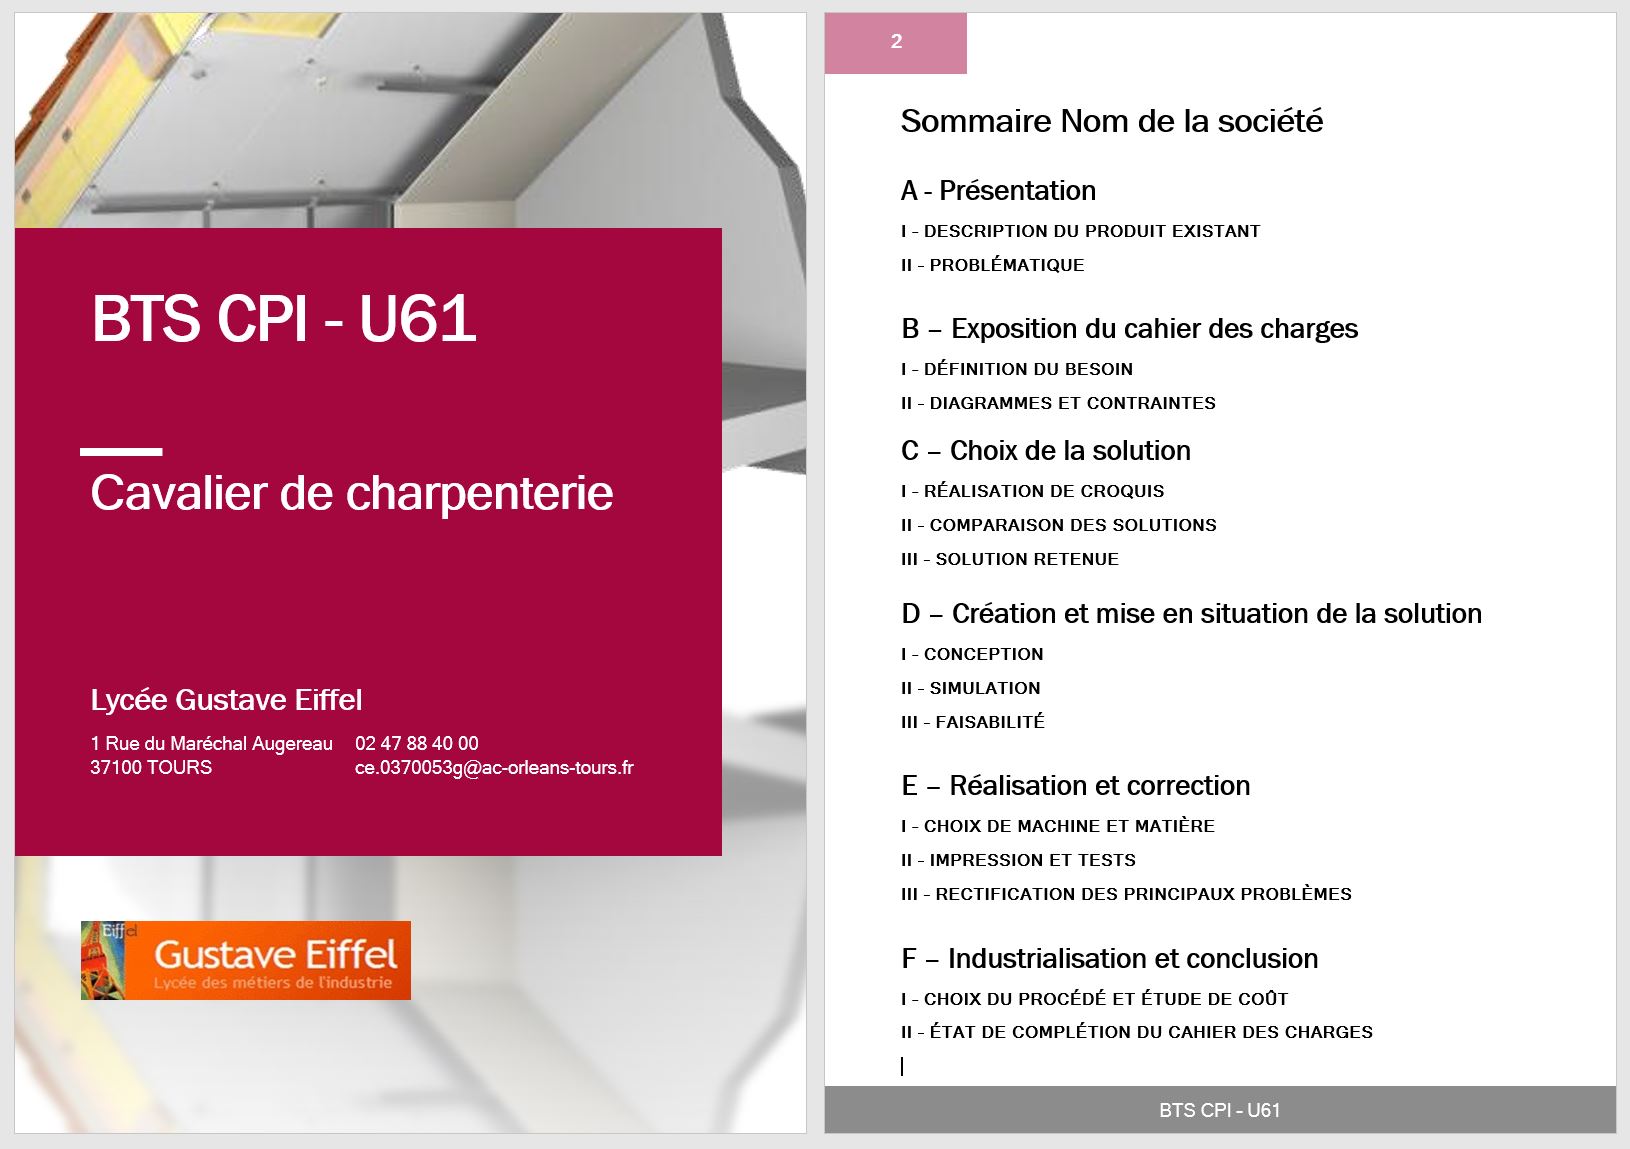 BTS CPI - U61
Cavalier de charpenterie
Lycée Gustave Eiffel
1 Rue du Maréchal Augereau 02 47 88 40 00
37100 TOURS ce.0370053g@ac-orleans-tours.fr
Eiffel
Gustave Eiffel
Lycée des métiers de l'industrie
2
Sommaire Nom de la société
A - Présentation
I - DESCRIPTION DU PRODUIT EXISTANT
II - PROBLÉMATIQUE
B – Exposition du cahier des charges
I - DÉFINITION DU BESOIN
II - DIAGRAMMES ET CONTRAINTES
C – Choix de la solution
I - RÉALISATION DE CROQUIS
II - COMPARAISON DES SOLUTIONS
III - SOLUTION RETENUE
D – Création et mise en situation de la solution
I - CONCEPTION
II - SIMULATION
III - FAISABILITÉ
E – Réalisation et correction
I - CHOIX DE MACHINE ET MATIÈRE
II - IMPRESSION ET TESTS
III - RECTIFICATION DES PRINCIPAUX PROBLÈMES
F – Industrialisation et conclusion
I - CHOIX DU PROCÉDÉ ET ÉTUDE DE COÛT
II - ÉTAT DE COMPLÉTION DU CAHIER DES CHARGES
BTS CPI - U61